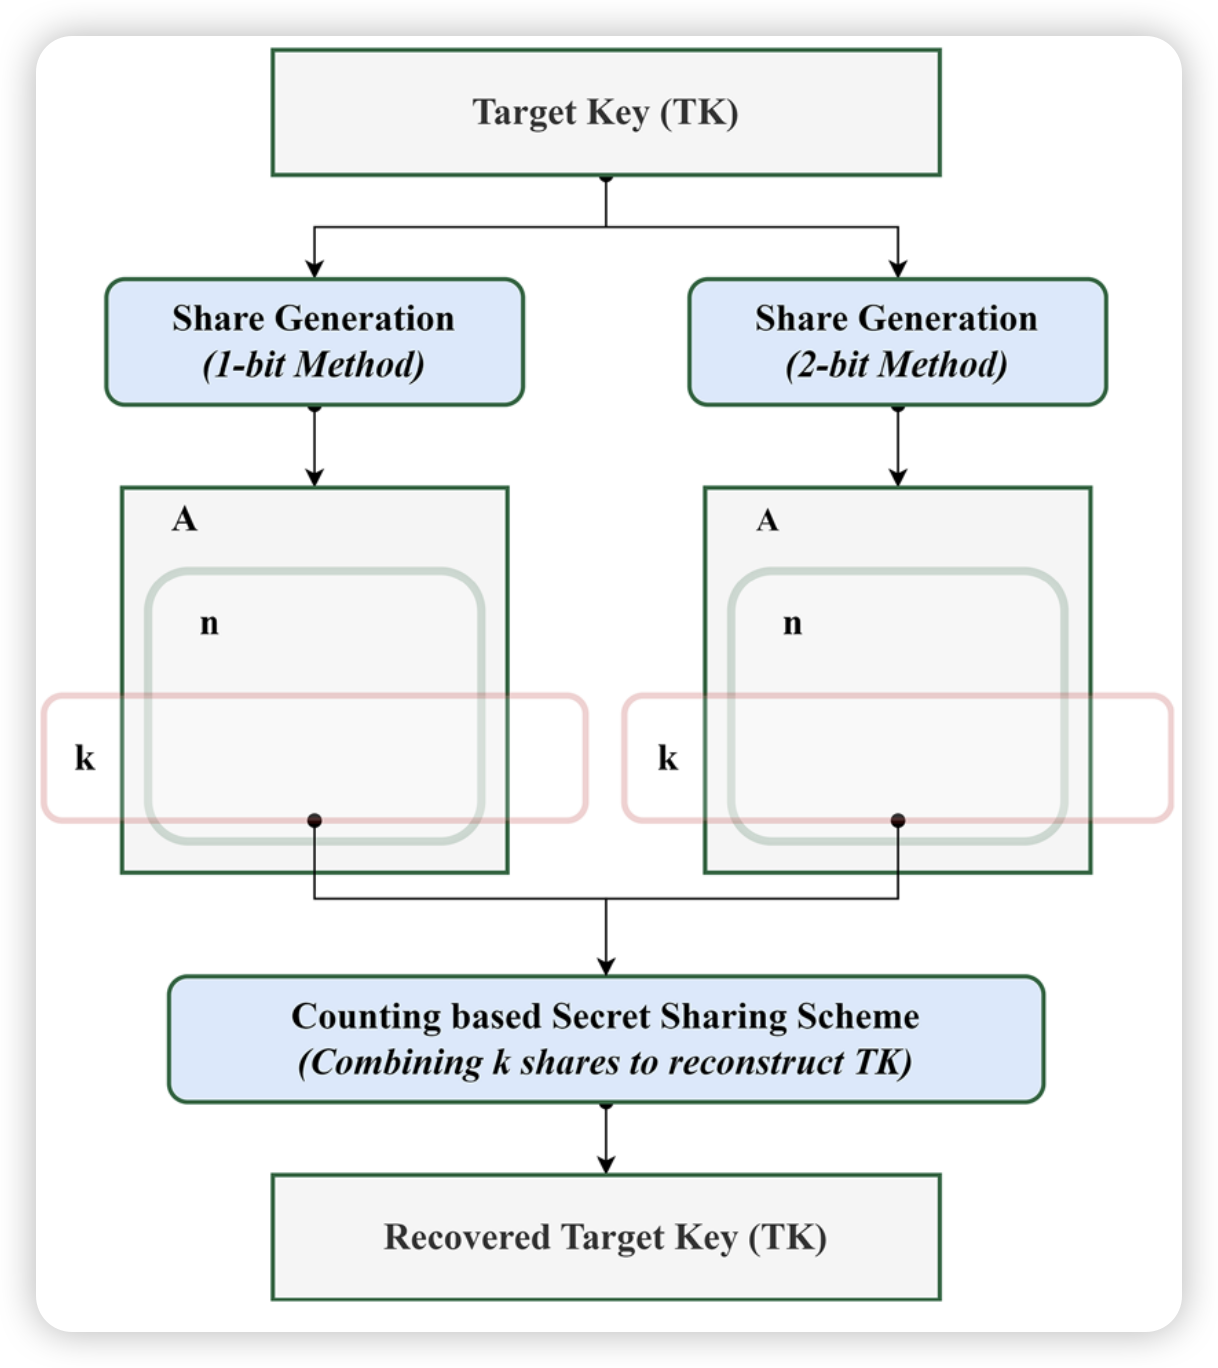 Target Key (TK)
Share Generation
(1-bit Method)
Share Generation
(2-bit Method)
A
n
k
A
n
k
Counting based Secret Sharing Scheme
(Combining k shares to reconstruct TK)
Recovered Target Key (TK)